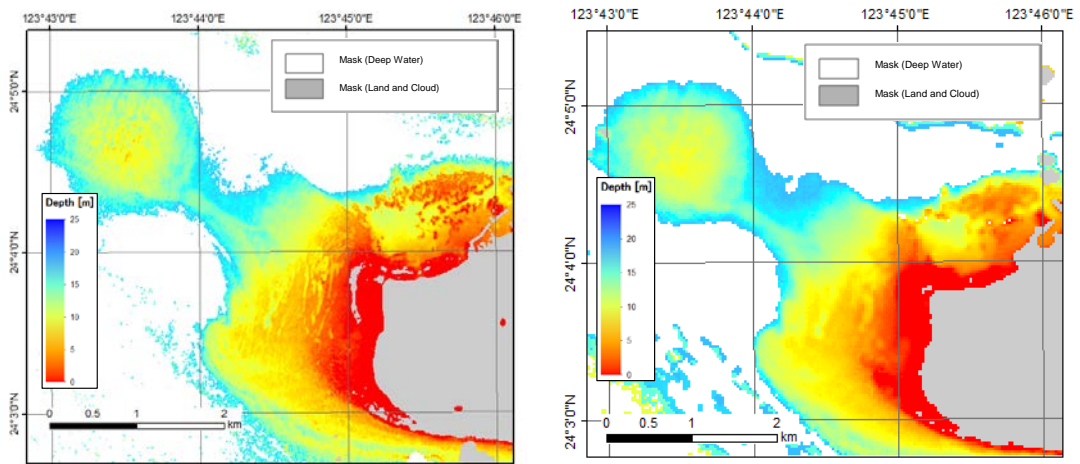 123°43'0"E 123°44'0"E 123°45'0"E 123°46'0"E
Mask (Deep Water)
Mask (Land and Cloud)
24°5'0"N
24°4'0"N
24°3'0"N
Depth [m]
25
20
15
10
5
0
0 0.5 1 2
km
123°43'0"E 123°44'0"E 123°45'0"E 123°46'0"E
Mask (Deep Water)
Mask (Land and Cloud)
24°5'0"N
24°4'0"N
24°3'0"N
Depth [m]
25
20
15
10
5
0
0 0.5 1 2
km